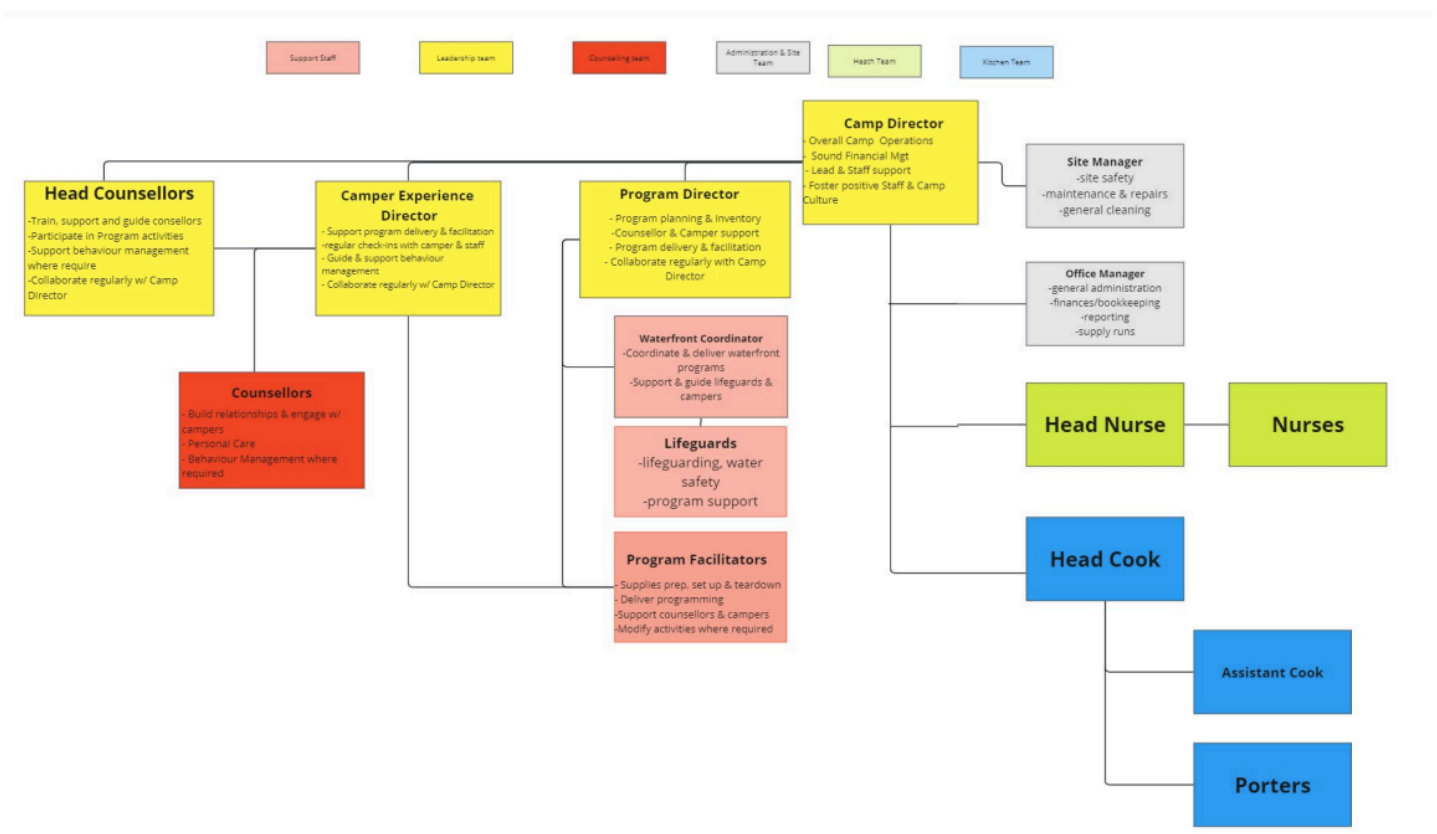 Support Staff
Leadership team
Counselling team
Administration & Site
Team
Heath Team
Kitchen Team
Camp Director
- Overall Camp Operations
- Sound Financial Mgt
- Lead & Staff support
- Foster positive Staff & Camp
Culture
Head Counsellors
-Train, support and guide consellors
-Participate in Program activities
-Support behaviour management
where require
-Collaborate regularly w/ Camp
Director
Camper Experience
Director
- Support program delivery & facilitation
-regular check-ins with camper & staff
- Guide & support behaviour
management
- Collaborate regularly w/ Camp Director
Program Director
- Program planning & inventory
-Counsellor & Camper support
- Program delivery & facilitation
- Collaborate regularly with Camp
Director
Site Manager
-site safety
-maintenance & repairs
-general cleaning
Office Manager
-general administration
-finances/bookkeeping
-reporting
-supply runs
Waterfront Coordinator
-Coordinate & deliver waterfront
programs
-Support & guide lifeguards &
campers
Counsellors
- Build relationships & engage w/
campers
- Personal Care
- Behaviour Management where
required
Lifeguards
-lifeguarding, water
safety
-program support
Head Nurse
Nurses
Program Facilitators
- Supplies prep, set up & teardown
- Deliver programming
-Support counsellors & campers
-Modify activities where required
Head Cook
Assistant Cook
Porters